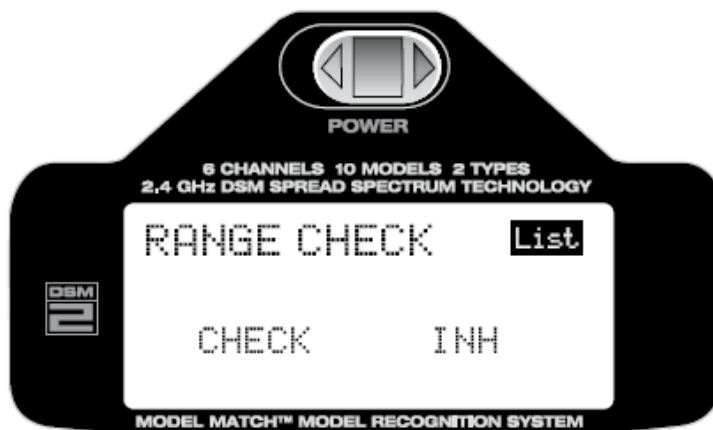 POWER
6 CHANNELS 10 MODELS 2 TYPES
2.4 GHz DSM SPREAD SPECTRUM TECHNOLOGY
RANGE CHECK List
DSM
2
CHECK INH
MODEL MATCH™ MODEL RECOGNITION SYSTEM